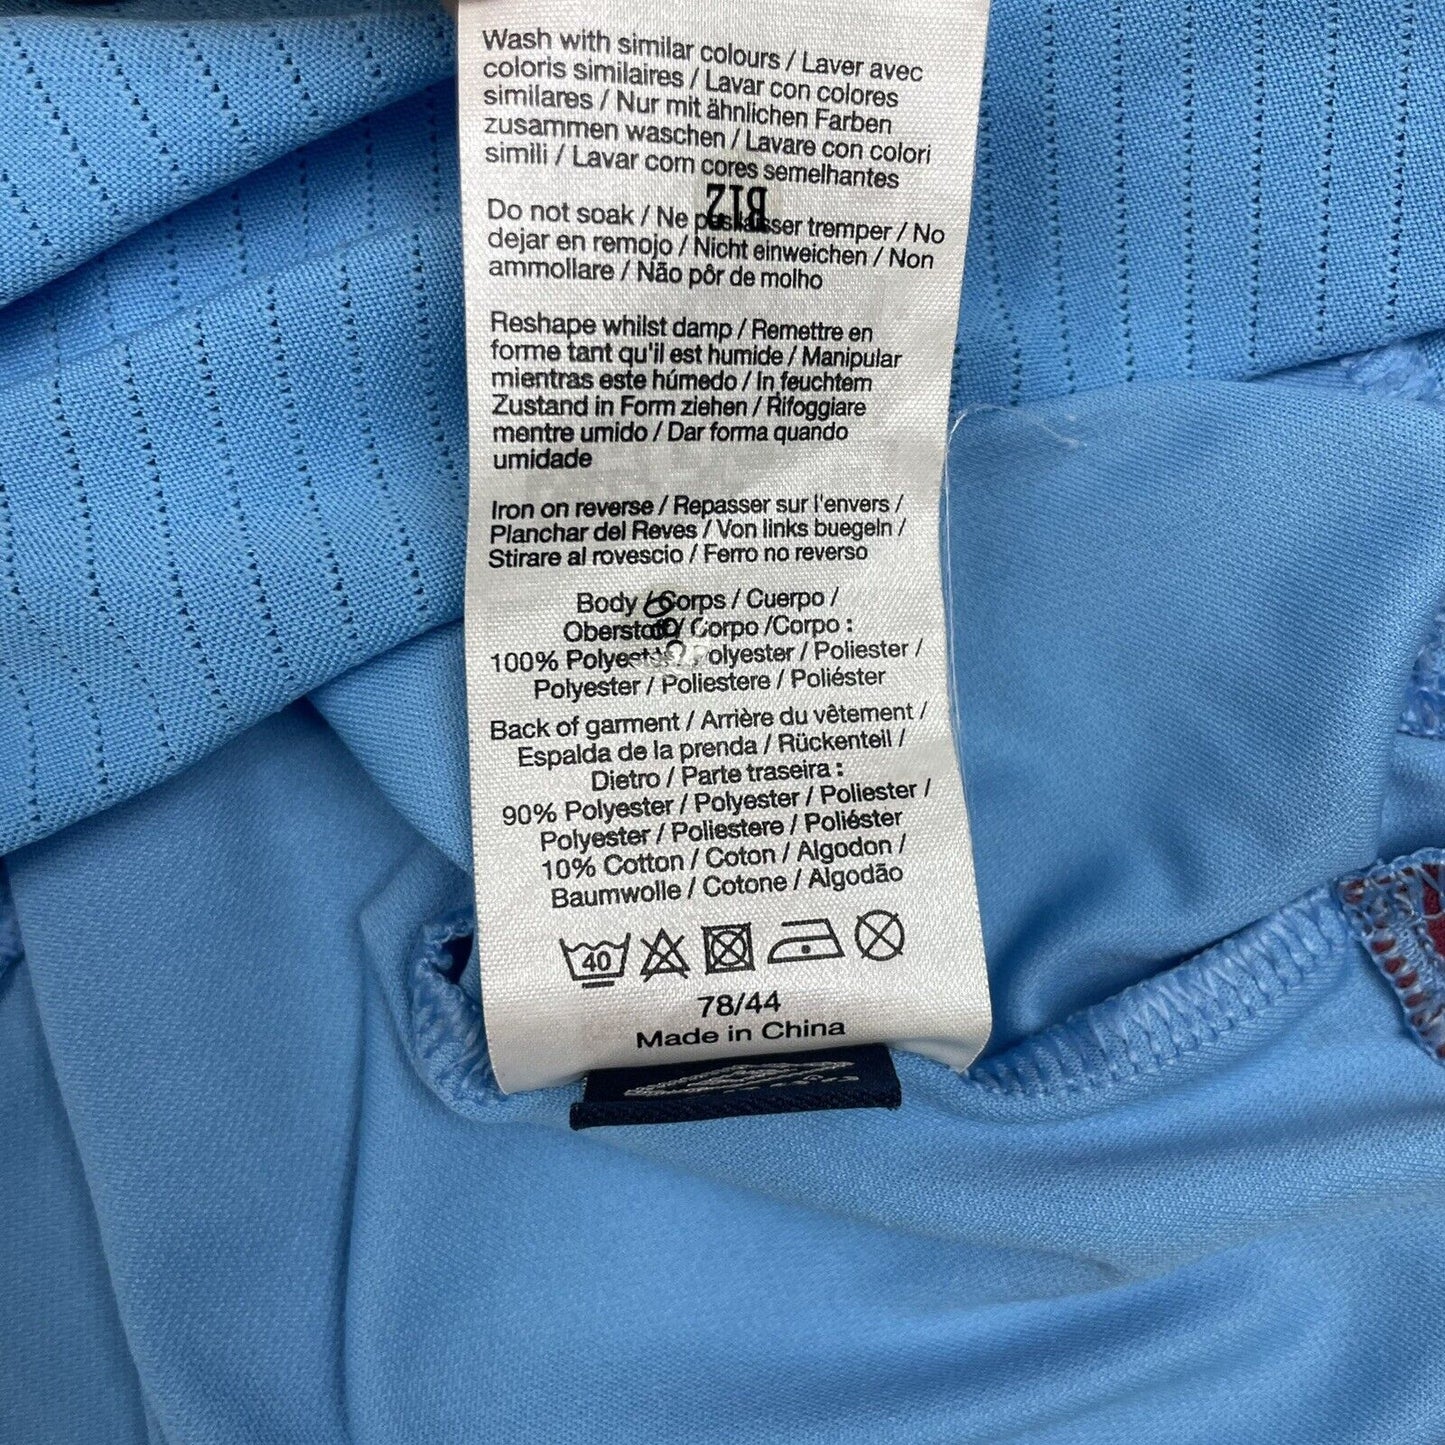 Wash with similar colours / Laver avec
coloris similaires / Lavar con colores
similares / Nur mit ähnlichen Farben
zusammen waschen / Lavare con colori
simili / Lavar com cores semelhantes
Do not soak / Ne tremper / No
dejar en remojo / Nicht einweichen / Non
ammollare / Não pôr de molho
Reshape whilst damp / Remettre en
forme tant qu'il est humide / Manipular
mientras este húmedo / In feuchtem
Zustand in Form ziehen / Rifoggiare
mentre umido / Dar forma quando
umidade
Iron on reverse / Repasser sur l'envers /
Planchar del Reves / Von links buegeln /
Stirare al rovescio / Ferro no reverso
Body / Corps / Cuerpo /
Oberstoff / Corpo /Corpo :
100% Polyester / Polyester / Poliester /
Polyester / Poliestere / Poliéster
Back of garment / Arrière du vêtement /
Espalda de la prenda / Rückenteil /
Dietro / Parte traseira :
90% Polyester / Polyester / Poliester /
Polyester / Poliestere / Poliéster
10% Cotton / Coton / Algodon /
Baumwolle / Cotone / Algodão
40
78/44
Made in China